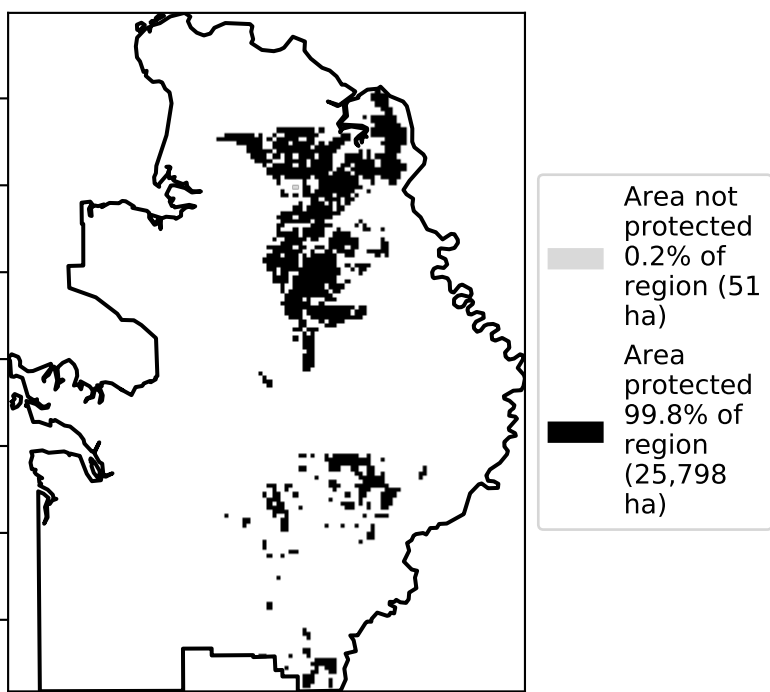 Area not
protected
0.2% of
region (51
ha)
Area
protected
99.8% of
region
(25,798
ha)